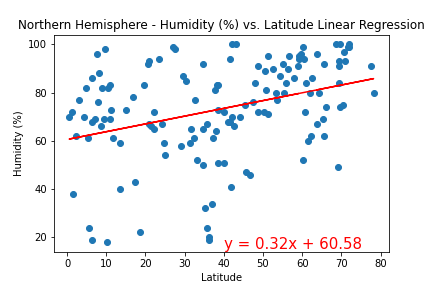 Northern Hemisphere - Humidity (%) vs. Latitude Linear Regression
100
80
60
40
20
Humidity (%)
y = 0.32x + 60.58
0 10 20 30 40 50 60 70 80
Latitude